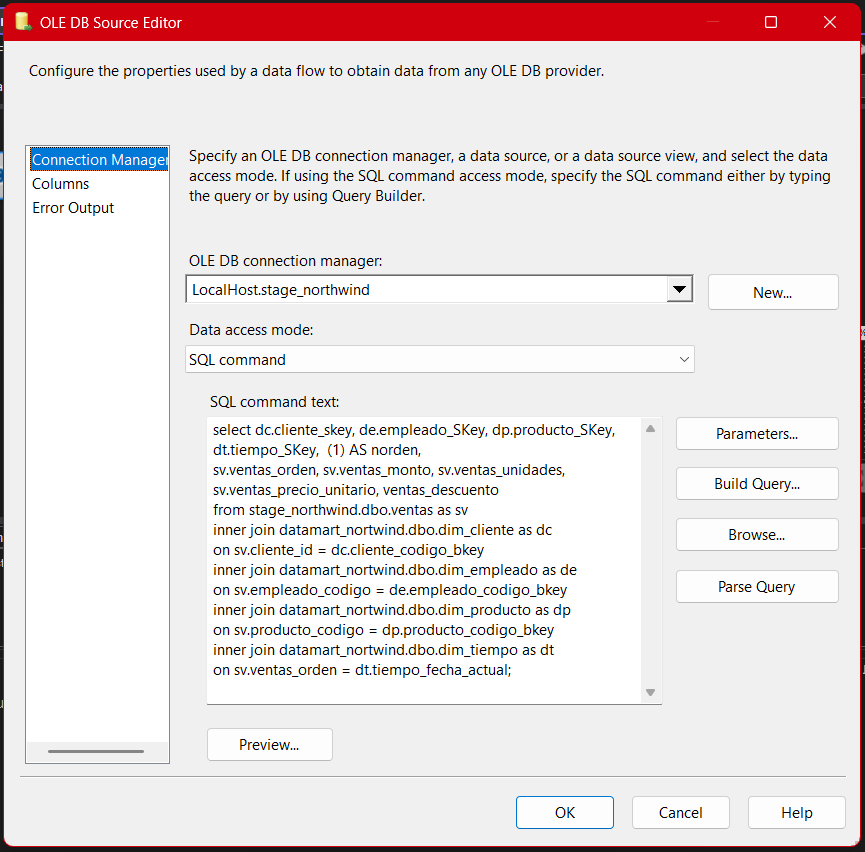 OLE DB Source Editor
Configure the properties used by a data flow to obtain data from any OLE DB provider.
Connection Manager
Columns
Error Output
Specify an OLE DB connection manager, a data source, or a data source view, and select the data
access mode. If using the SQL command access mode, specify the SQL command either by typing
the query or by using Query Builder.
OLE DB connection manager:
LocalHost.stage_northwind
New...
Data access mode:
SQL command
SQL command text:
select dc.cliente_skey, de.empleado_SKey, dp.producto_SKey,
dt.tiempo_SKey, (1) AS norden,
sv.ventas_orden, sv.ventas_monto, sv.ventas_unidades,
sv.ventas_precio_unitario, ventas_descuento
from stage_northwind.dbo.ventas as sv
inner join datamart_nortwind.dbo.dim_cliente as dc
on sv.cliente_id = dc.cliente_codigo_bkey
inner join datamart_nortwind.dbo.dim_empleado as de
on sv.empleado_codigo = de.empleado_codigo_bkey
inner join datamart_nortwind.dbo.dim_producto as dp
on sv.producto_codigo = dp.producto_codigo_bkey
inner join datamart_nortwind.dbo.dim_tiempo as dt
on sv.ventas_orden = dt.tiempo_fecha_actual;
Parameters...
Build Query...
Browse...
Parse Query
Preview...
OK
Cancel
Help